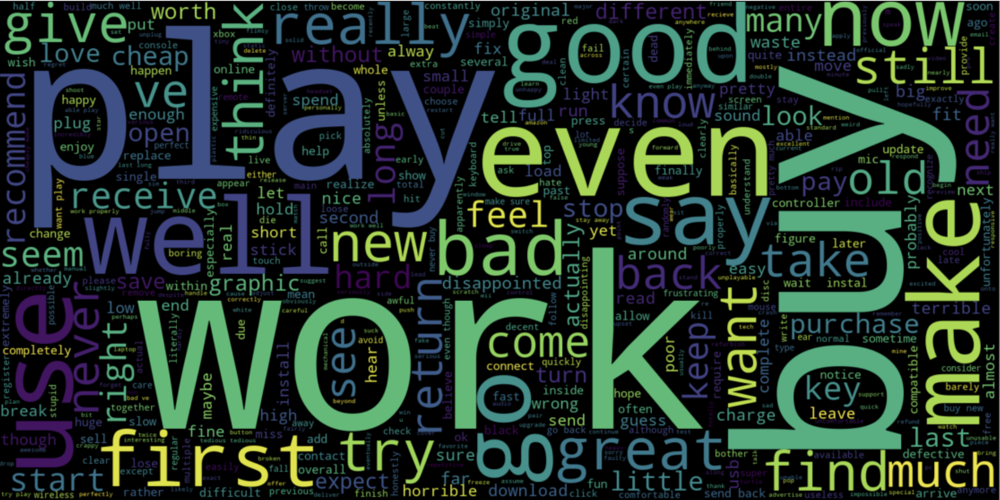 half
build
much well
worth
close
throw
become
constantly
original
different
major
friend
negative
entire
soon
give
put
set
unplug
think
flimsy
really
recently
large
beat
simply
red
dark
anywhere
recieve
many
now
previously
speak
ago
email
create
love
console
xbox
tiny
static
delete
solid
simple
good
waste
apply
wish
regret
cheap
happen
online
definitely
without
alway
extra
fix
several
fail
across
deal
clean
certain
dead
immediately
behind
upon
quite
instead
official
video
mostly
move
minute
sadly
still
nearly
provide
play
recommend
ve
remote
whole
unless
small
couple
choose
restart
learn
unhappy
even play
anyway
double
pretty
pull
left
big
improve
exactly
hopefully
need
shoot
happy
able play
plug
star
incredibly
enjoy
blue
various
enough
open
perfect
expensive
plastic
ridiculous
thin
server
headset
spend
personally
pick
help
absolutely
basic
long
cut
tell
full
amazon
light
run
press
decide
common
loud
know
similar
screen
stay
sound
look
mention
standard
weird
fit
cheaply make
replace
last long
single
sim
third
live
either
release
appear
main
realize
early
show
total
hit
keyboard
even
drive
true
ask
load
top
lot
limited
young
s
forward
suppose
finally
weak
clearly
basically
understand
pretty much
able
excellent
current
update
respond
mic
rip
pay
old
bottom
begin
review
recognize
ship
really want
next
want play
receive
work properly
jump
middle
box
let
hold
die
match
nice
loose
second
work well
apparently
window
make sure
hate
past
false
feel
switch
stop
stay away
yet
point
randomly
wear
sit
say
properly
via
controller
include
figure
later
probably
positive
lack
cool
late
unfortunately
responsive
change
well
fully
boring
especially
real
short
stick
touch
call
new
never buy
bad
sleep
actually
around
poorly
correct
take
make
seem
whether
manual
already
directly
please
slightly
save
remove
within
despite
handle
graphic
suggest
outside
hard
lead
seriously
side
disappointed
scratch
wii
control
disappointing
back
stand
unplayable
easy
read
frustrating
disc
wait
instal
excited
onto
terrible
extremely
possible
use
never
low
end
perhaps
cause
adjust
correctly
white
mean
obviously
careful
awful
push
return
even though
follow
allow
upset
re
kill
mouse
crash
write
remember
purchase
completely
right
laptop
actual
literally
hardly
due
work
d
suck
see
avoid
mechanical
hear
beyond
fake
serious
decent
come
connect
quickly
poor
usually
keep
require
refurbish
want
tech
complete
type
ear
normal
sometime
mine
compatible
consider
almost
register
plan
break
stupid
forget
non
bad ve
care
together
maybe
install
high
believe
go
fast
audio
turn
inside
wrong
pair
hope
often
totally
buy
notice
key
support
quick
leave
uncomfortable
barely
buy new
bit
huge
slow
fine
button
fairly
away
miss
win
u
check
cover
ok
black
upgrade
send
go back
continue
guess
although
test
charge
sad
refund
watch
free
though
awesome
crappy
sell
twice
interesting
tedious tedious
first
regular
multiple
add
try
eventually
favorite
great
heavy
sorry
faulty
bother
talk
last
unusable
piece
drop
clear
lose
except
easily
exact
broken
fall
contact
overall
honestly
repetitive
sure
along
usb
super
turtle
available
defective
bring
start
likely
offer
expect
far
freeze
assume
fun
little
thank
find
unable
pop
much
shut
pc
try play
wireless
perfectly
rather
difficult
previous
deliver
finish
horrible
download
click
comfortable
send back
advertise
useless
impossible
special
arrive
anymore